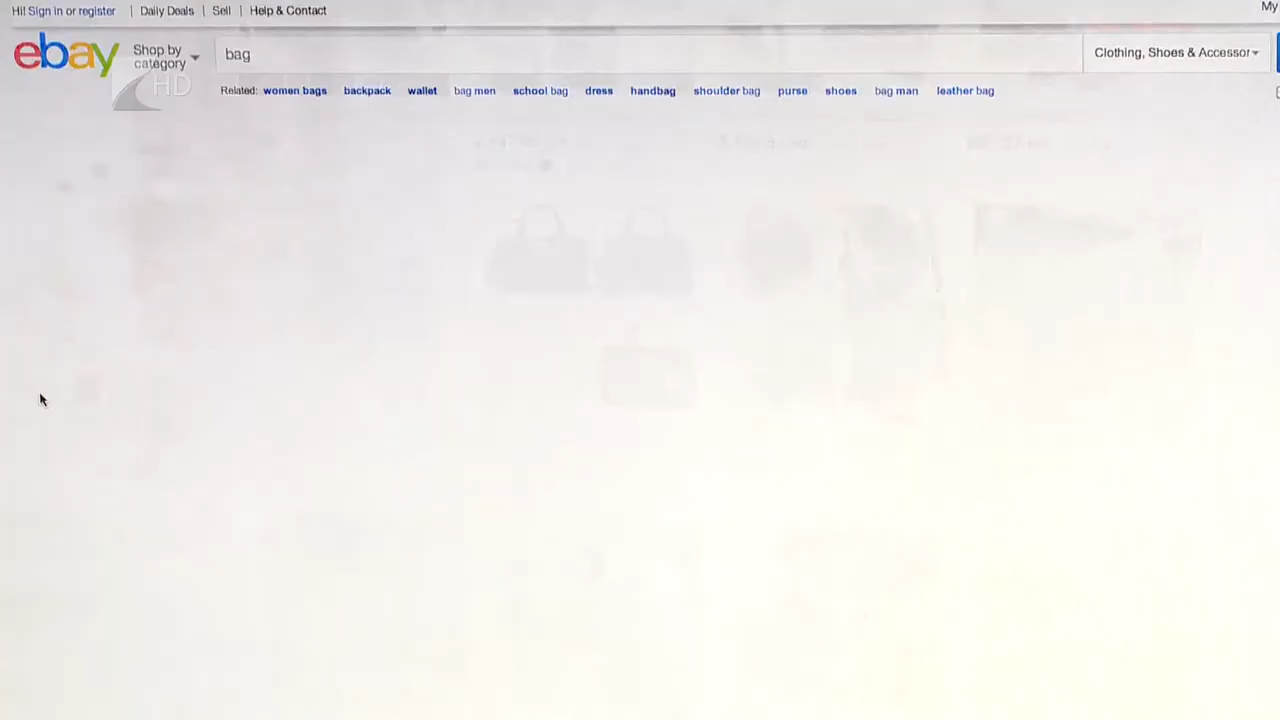 Hi! Sign in or register | Daily Deals | Sell | Help & Contact My
ebay Shop by category bag Clothing, Shoes & Accessor
HD
Related: women bags backpack wallet bag men school bag dress handbag shoulder bag purse shoes bag man leather bag